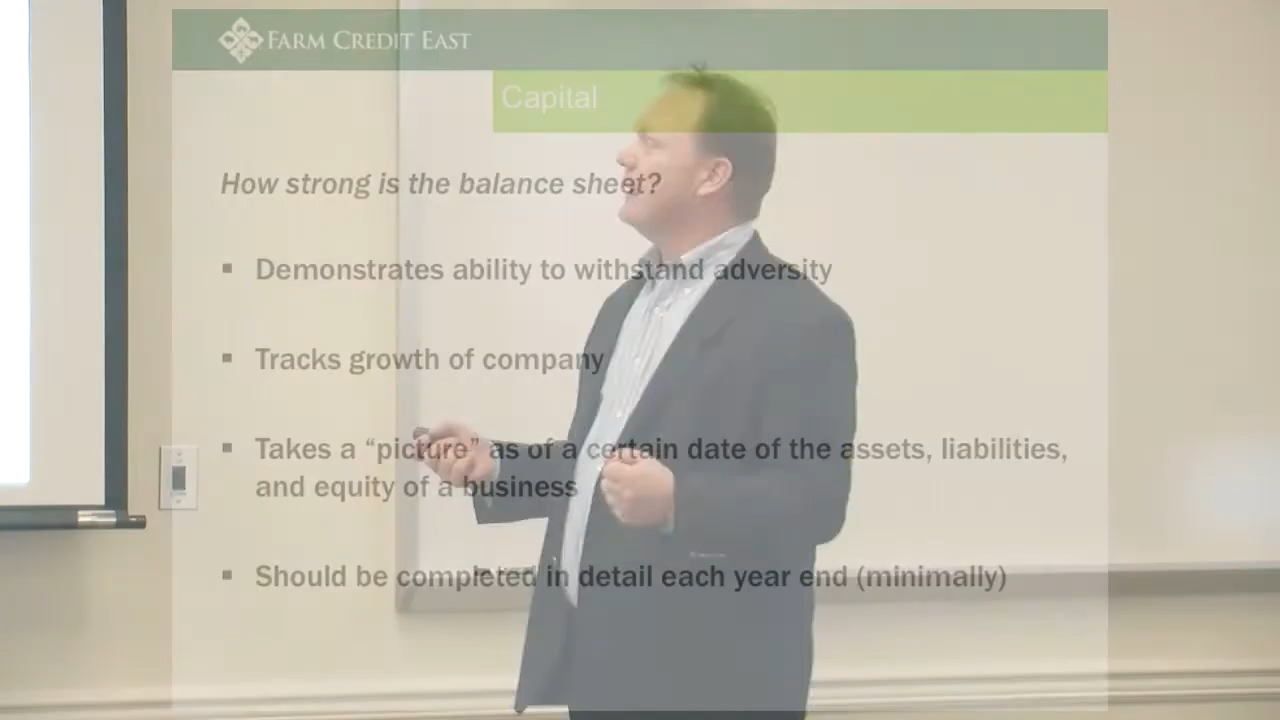 FARM CREDIT EAST
Capital
How strong is the balance sheet?
▪ Demonstrates ability to withstand adversity
▪ Tracks growth of company
▪ Takes a “picture” as of a certain date of the assets, liabilities,
and equity of a business
▪ Should be completed in detail each year end (minimally)